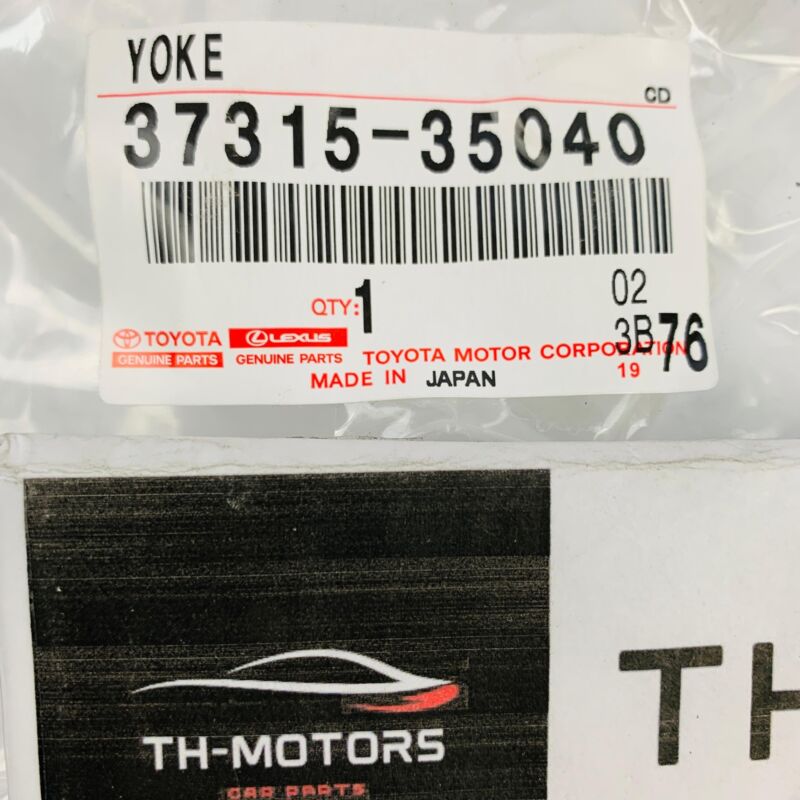 YOKE
CD
37315-35040
QTY:1
02
3B76
TOYOTA
LEXUS
GENUINE PARTS
GENUINE PARTS
TOYOTA MOTOR CORPORATION
MADE IN JAPAN
19
TH-MOTORS
CAR PARTS
TH